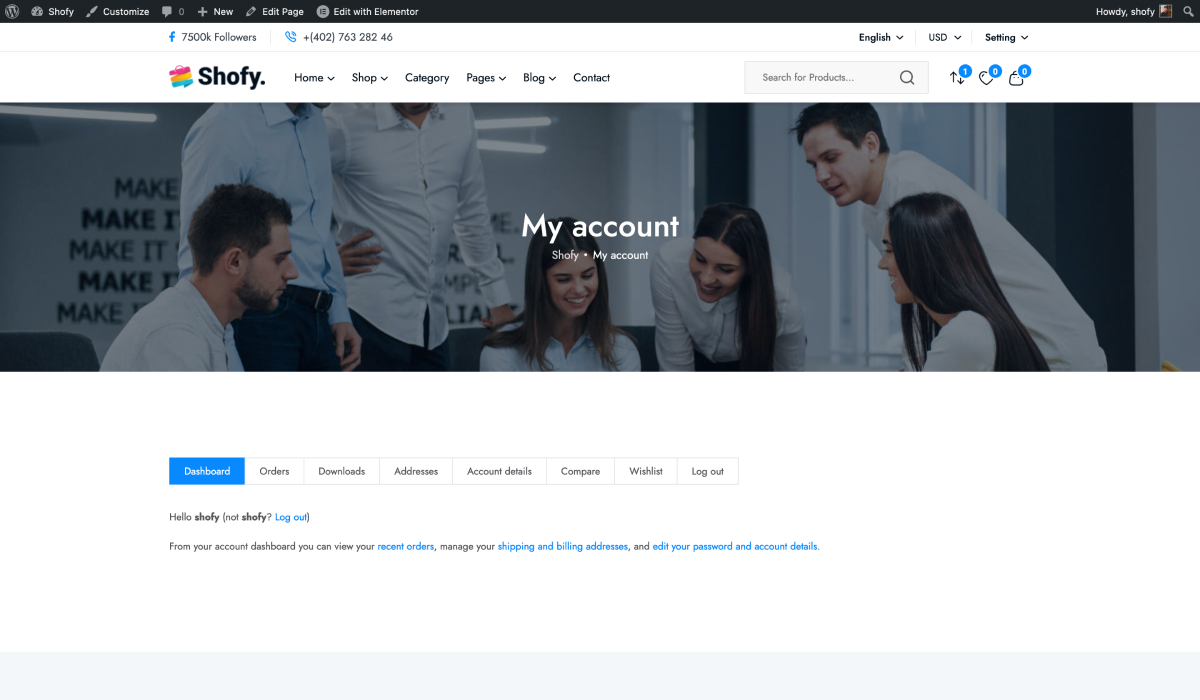 Shofy Customize 0 New Edit Page Edit with Elementor Howdy, shofy
7500k Followers +(402) 763 282 46 English USD Setting
Shofy. Home Shop Category Pages Blog Contact Search for Products... 1 0 0
MAKE
MAKE IT
MAKE IT
MAKE I
MAKE I
My account
Shofy • My account
Dashboard Orders Downloads Addresses Account details Compare Wishlist Log out
Hello shofy (not shofy? Log out)
From your account dashboard you can view your recent orders, manage your shipping and billing addresses, and edit your password and account details.